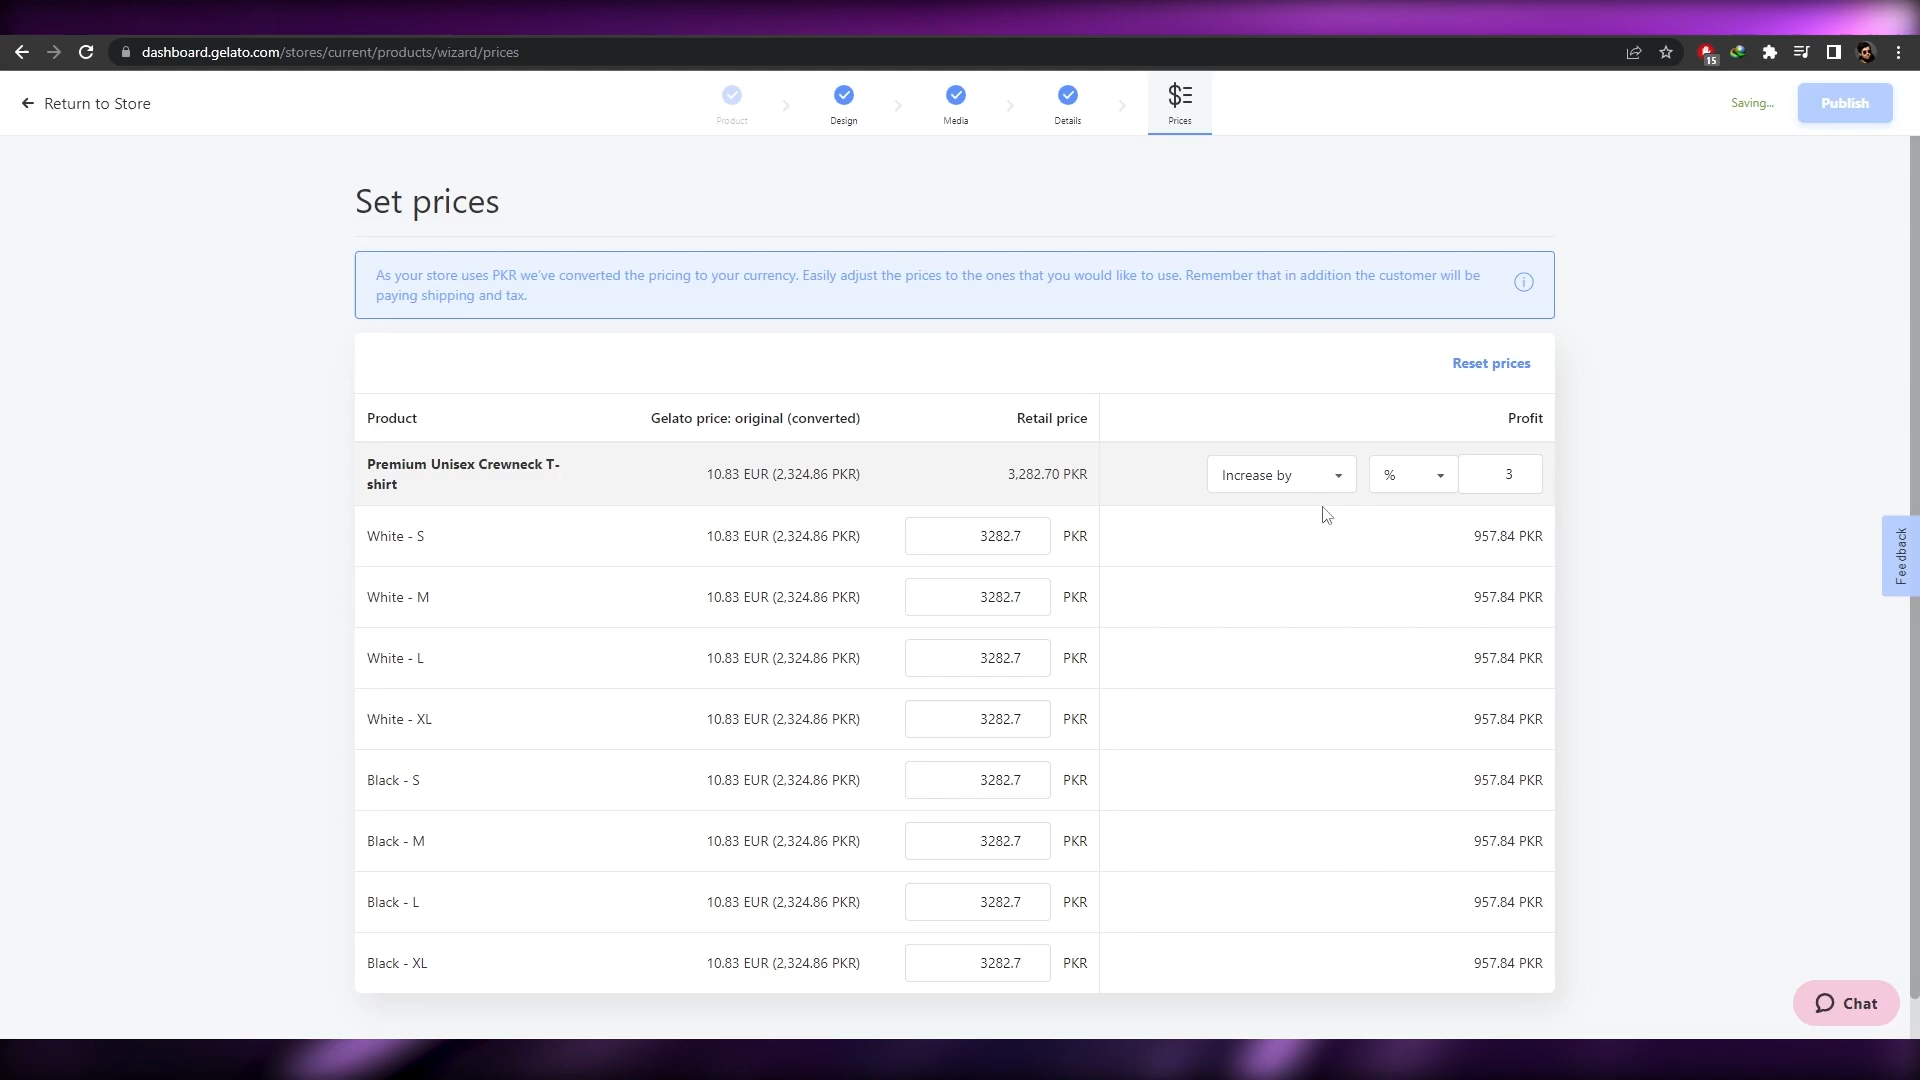 dashboard.gelato.com/stores/current/products/wizard/prices
15
Return to Store
Product
Design
Media
Details
Prices
Saving...
Publish
Set prices
As your store uses PKR we've converted the pricing to your currency. Easily adjust the prices to the ones that you would like to use. Remember that in addition the customer will be
paying shipping and tax.
Reset prices
Product Gelato price: original (converted) Retail price Profit
Premium Unisex Crewneck T-
shirt
10.83 EUR (2,324.86 PKR) 3,282.70 PKR Increase by % 3
White - S 10.83 EUR (2,324.86 PKR) 3282.7 PKR 957.84 PKR
White - M 10.83 EUR (2,324.86 PKR) 3282.7 PKR 957.84 PKR
White - L 10.83 EUR (2,324.86 PKR) 3282.7 PKR 957.84 PKR
White - XL 10.83 EUR (2,324.86 PKR) 3282.7 PKR 957.84 PKR
Black - S 10.83 EUR (2,324.86 PKR) 3282.7 PKR 957.84 PKR
Black - M 10.83 EUR (2,324.86 PKR) 3282.7 PKR 957.84 PKR
Black - L 10.83 EUR (2,324.86 PKR) 3282.7 PKR 957.84 PKR
Black - XL 10.83 EUR (2,324.86 PKR) 3282.7 PKR 957.84 PKR
Feedback
Chat